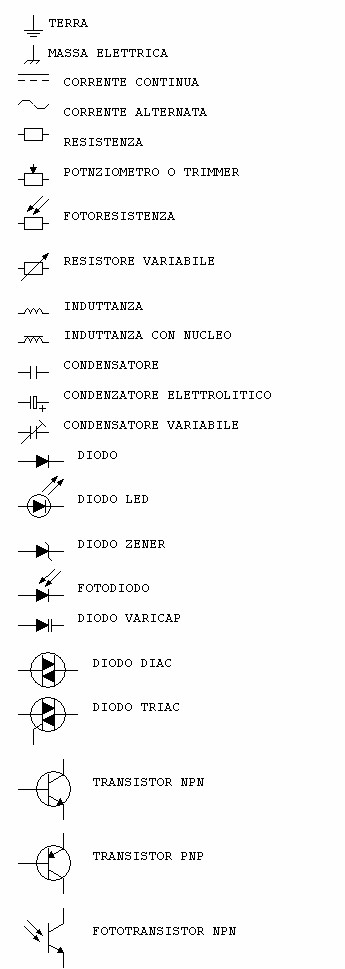 TERRA
MASSA ELETTRICA
CORRENTE CONTINUA
CORRENTE ALTERNATA
RESISTENZA
POTNZIOMETRO O TRIMMER
FOTORESISTENZA
RESISTORE VARIABILE
INDUTTANZA
INDUTTANZA CON NUCLEO
CONDENSATORE
CONDENZATORE ELETTROLITICO
CONDENSATORE VARIABILE
DIODO
DIODO LED
DIODO ZENER
FOTODIODO
DIODO VARICAP
DIODO DIAC
DIODO TRIAC
TRANSISTOR NPN
TRANSISTOR PNP
FOTOTRANSISTOR NPN